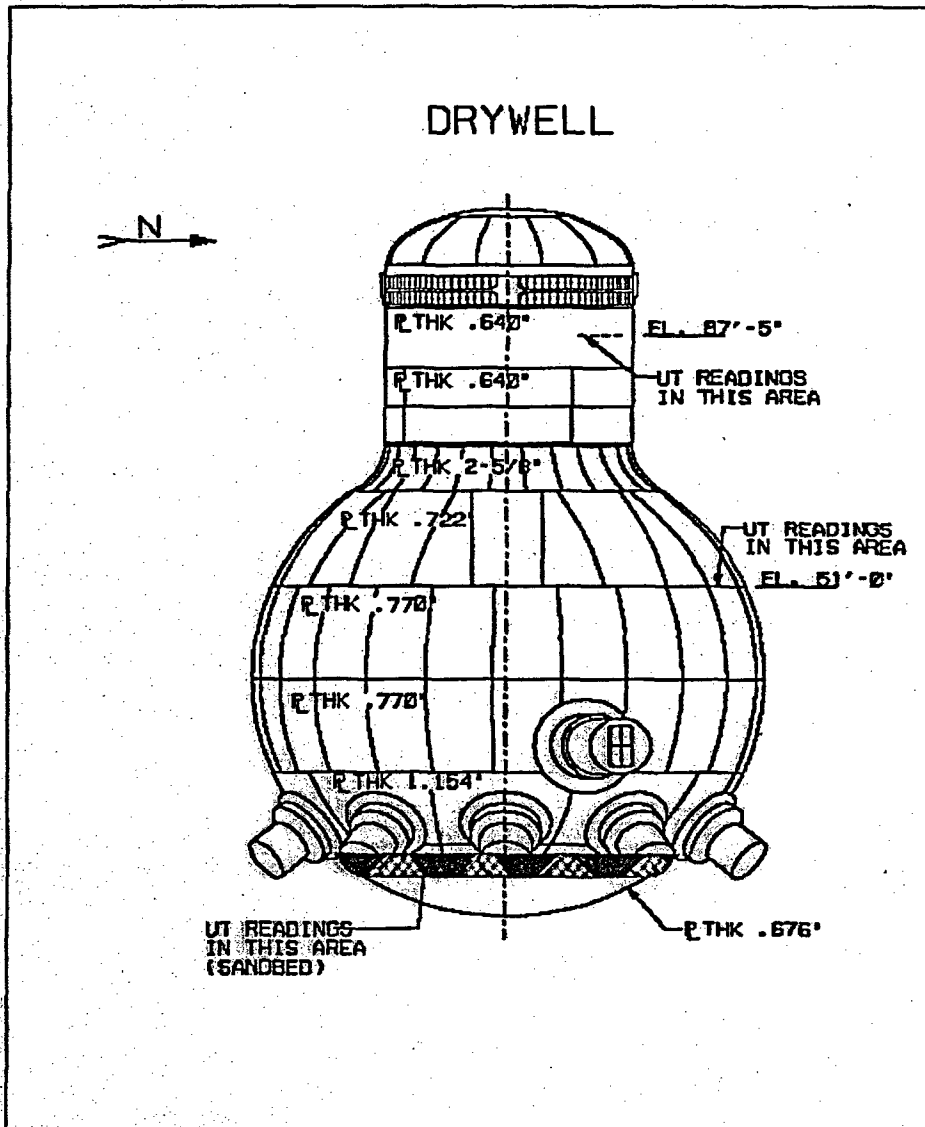 DRYWELL
N
PL THK .640"
EL. 87'-5"
UT READINGS
IN THIS AREA
PL THK .640"
PL THK 2-5/8"
PL THK .722"
UT READINGS
IN THIS AREA
EL. 51'-0"
PL THK .770"
PL THK .770"
PL THK 1.154"
UT READINGS
IN THIS AREA
(SANDBED)
PL THK .676"